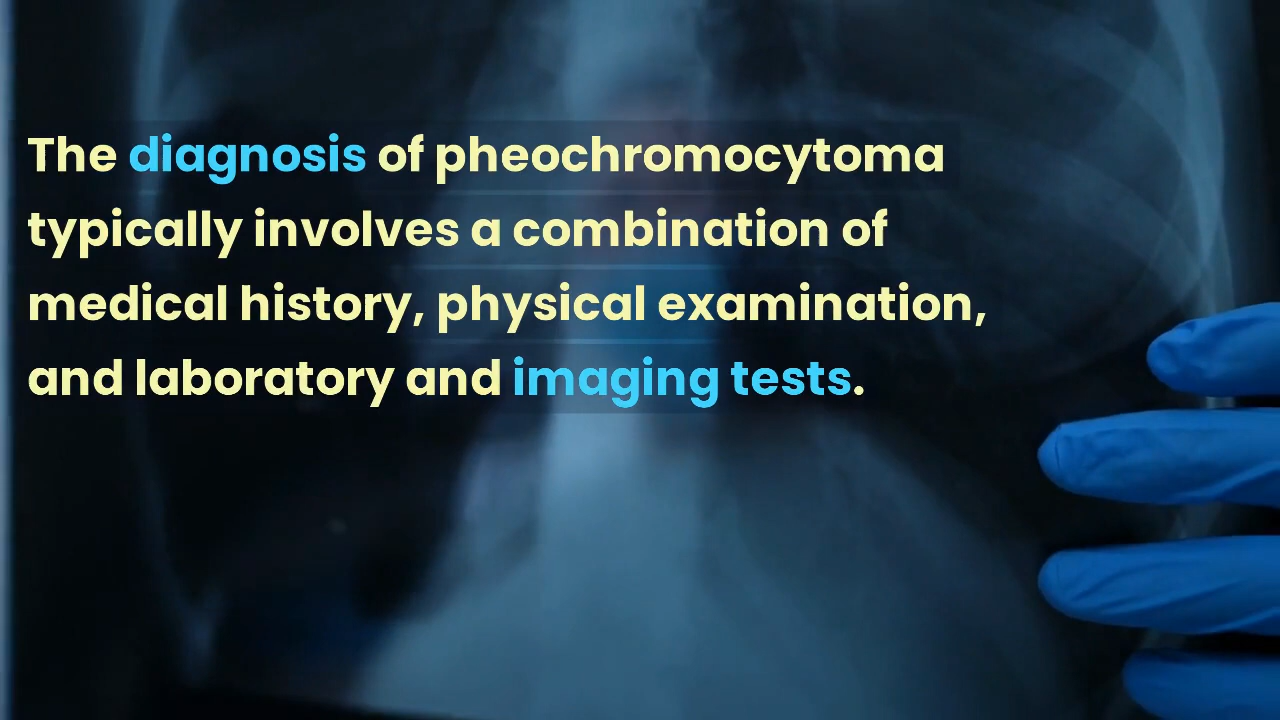 The diagnosis of pheochromocytoma
typically involves a combination of
medical history, physical examination,
and laboratory and imaging tests.